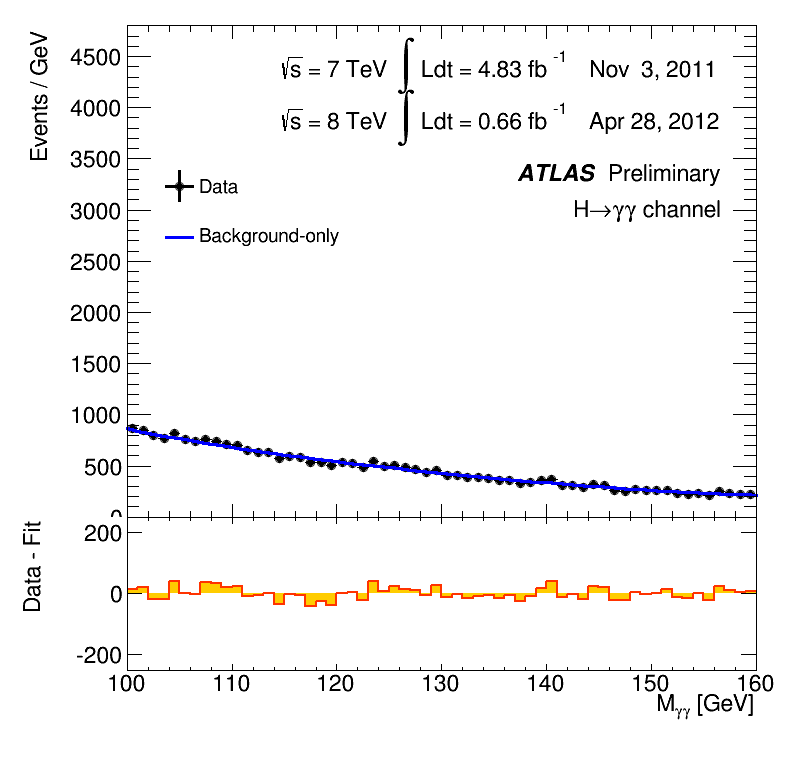 Events / GeV
4500
4000
3500
3000
2500
2000
1500
1000
500
0
√s = 7 TeV ∫ Ldt = 4.83 fb⁻¹ Nov 3, 2011
√s = 8 TeV ∫ Ldt = 0.66 fb⁻¹ Apr 28, 2012
ATLAS Preliminary
H→γγ channel
Data
Background-only
Data - Fit
200
0
-200
100 110 120 130 140 150 160
Mγγ [GeV]